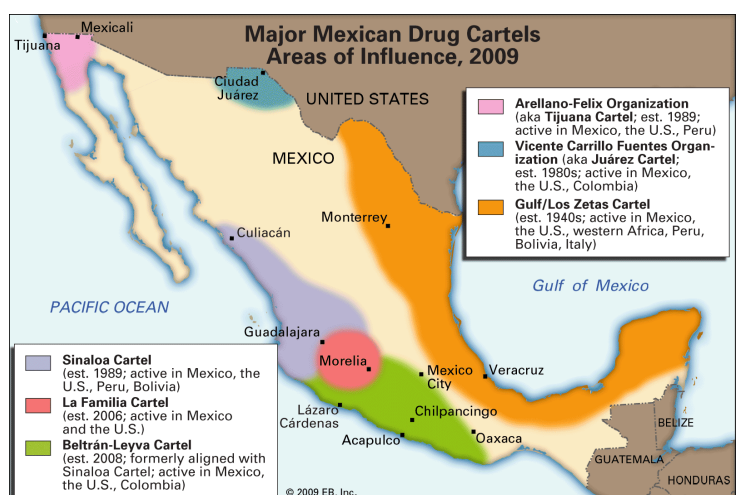 Major Mexican Drug Cartels
Areas of Influence, 2009
Mexicali
Tijuana
Ciudad
Juárez
UNITED STATES
MEXICO
Arellano-Felix Organization
(aka Tijuana Cartel; est. 1989;
active in Mexico, the U.S., Peru)
Vicente Carrillo Fuentes Organ-
ization (aka Juárez Cartel;
est. 1980s; active in Mexico,
the U.S., Colombia)
Gulf/Los Zetas Cartel
(est. 1940s; active in Mexico,
the U.S., western Africa, Peru,
Bolivia, Italy)
Monterrey
Culiacán
Gulf of Mexico
PACIFIC OCEAN
Guadalajara
Morelia
Mexico
City
Veracruz
Sinaloa Cartel
(est. 1989; active in Mexico, the
U.S., Peru, Bolivia)
La Familia Cartel
(est. 2006; active in Mexico
and the U.S.)
Beltrán-Leyva Cartel
(est. 2008; formerly aligned with
Sinaloa Cartel; active in Mexico,
the U.S., Colombia)
Lázaro
Cárdenas
Chilpancingo
Acapulco
Oaxaca
BELIZE
GUATEMALA
HONDURAS
© 2009 EB, Inc.